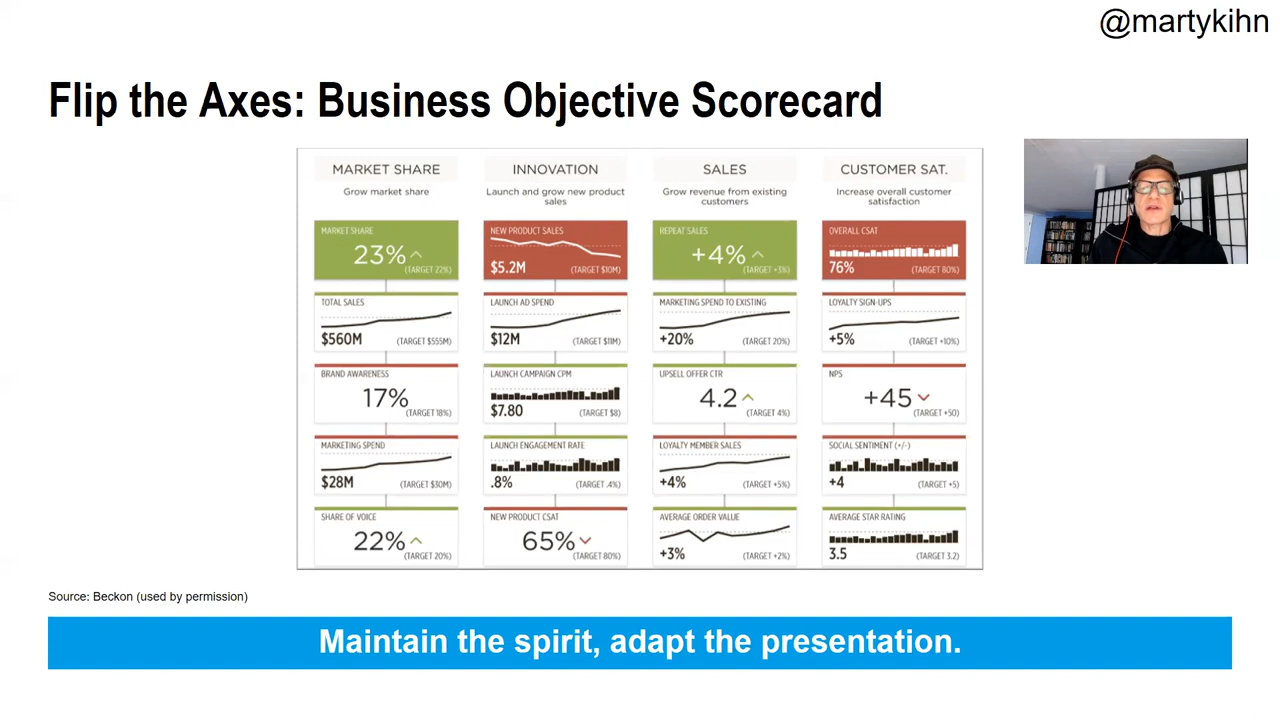 @martykihn
Flip the Axes: Business Objective Scorecard
MARKET SHARE
Grow market share
MARKET SHARE
23%
(TARGET 22%)
TOTAL SALES
$560M
(TARGET $555M)
BRAND AWARENESS
17%
(TARGET 18%)
MARKETING SPEND
$28M
(TARGET $30M)
SHARE OF VOICE
22%
(TARGET 20%)
INNOVATION
Launch and grow new product
sales
NEW PRODUCT SALES
$5.2M
(TARGET $10M)
LAUNCH AD SPEND
$12M
(TARGET $11M)
LAUNCH CAMPAIGN CPM
$7.80
(TARGET $8)
LAUNCH ENGAGEMENT RATE
.8%
(TARGET .4%)
NEW PRODUCT CSAT
65%
(TARGET 80%)
SALES
Grow revenue from existing
customers
REPEAT SALES
+4%
(TARGET +3%)
MARKETING SPEND TO EXISTING
+20%
(TARGET 20%)
UPSELL OFFER CTR
4.2
(TARGET 4%)
LOYALTY MEMBER SALES
+4%
(TARGET +5%)
AVERAGE ORDER VALUE
+3%
(TARGET +2%)
CUSTOMER SAT.
Increase overall customer
satisfaction
OVERALL CSAT
76%
(TARGET 80%)
LOYALTY SIGN-UPS
+5%
(TARGET +10%)
NPS
+45
(TARGET +50)
SOCIAL SENTIMENT (+/-)
+4
(TARGET +5)
AVERAGE STAR RATING
3.5
(TARGET 3.2)
Source: Beckon (used by permission)
Maintain the spirit, adapt the presentation.